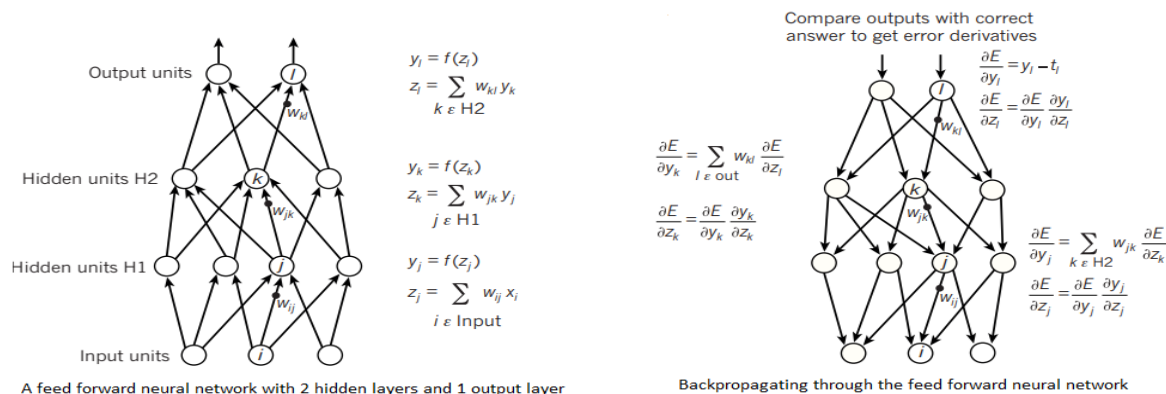 Output units
l
w_kl
y_l = f(z_l)
z_l = ∑ w_kl y_k
k ε H2
Hidden units H2
k
w_jk
y_k = f(z_k)
z_k = ∑ w_jk y_j
j ε H1
Hidden units H1
j
w_ij
y_j = f(z_j)
z_j = ∑ w_ij x_i
i ε Input
Input units
i
A feed forward neural network with 2 hidden layers and 1 output layer
Compare outputs with correct
answer to get error derivatives
l
w_kl
∂E/∂y_l = y_l – t_l
∂E/∂z_l = ∂E/∂y_l ∂y_l/∂z_l
∂E/∂y_k = ∑ w_kl ∂E/∂z_l
l ε out
∂E/∂z_k = ∂E/∂y_k ∂y_k/∂z_k
k
w_jk
∂E/∂y_j = ∑ w_jk ∂E/∂z_k
k ε H2
∂E/∂z_j = ∂E/∂y_j ∂y_j/∂z_j
j
w_ij
i
Backpropagating through the feed forward neural network